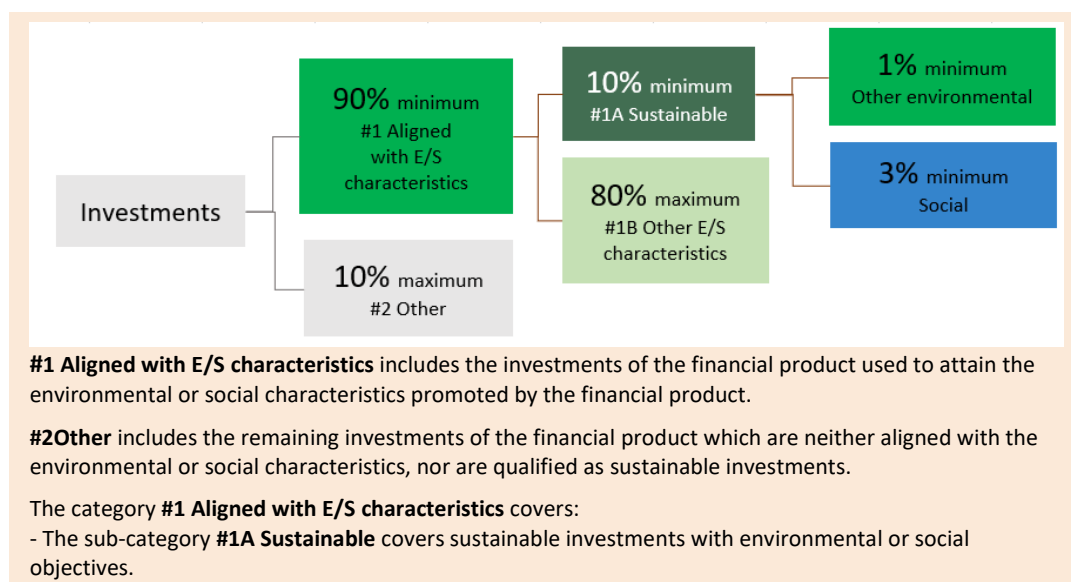 Investments
90% minimum
#1 Aligned
with E/S
characteristics
10% maximum
#2 Other
10% minimum
#1A Sustainable
80% maximum
#1B Other E/S
characteristics
1% minimum
Other environmental
3% minimum
Social
#1 Aligned with E/S characteristics includes the investments of the financial product used to attain the
environmental or social characteristics promoted by the financial product.
#2Other includes the remaining investments of the financial product which are neither aligned with the
environmental or social characteristics, nor are qualified as sustainable investments.
The category #1 Aligned with E/S characteristics covers:
- The sub-category #1A Sustainable covers sustainable investments with environmental or social
objectives.